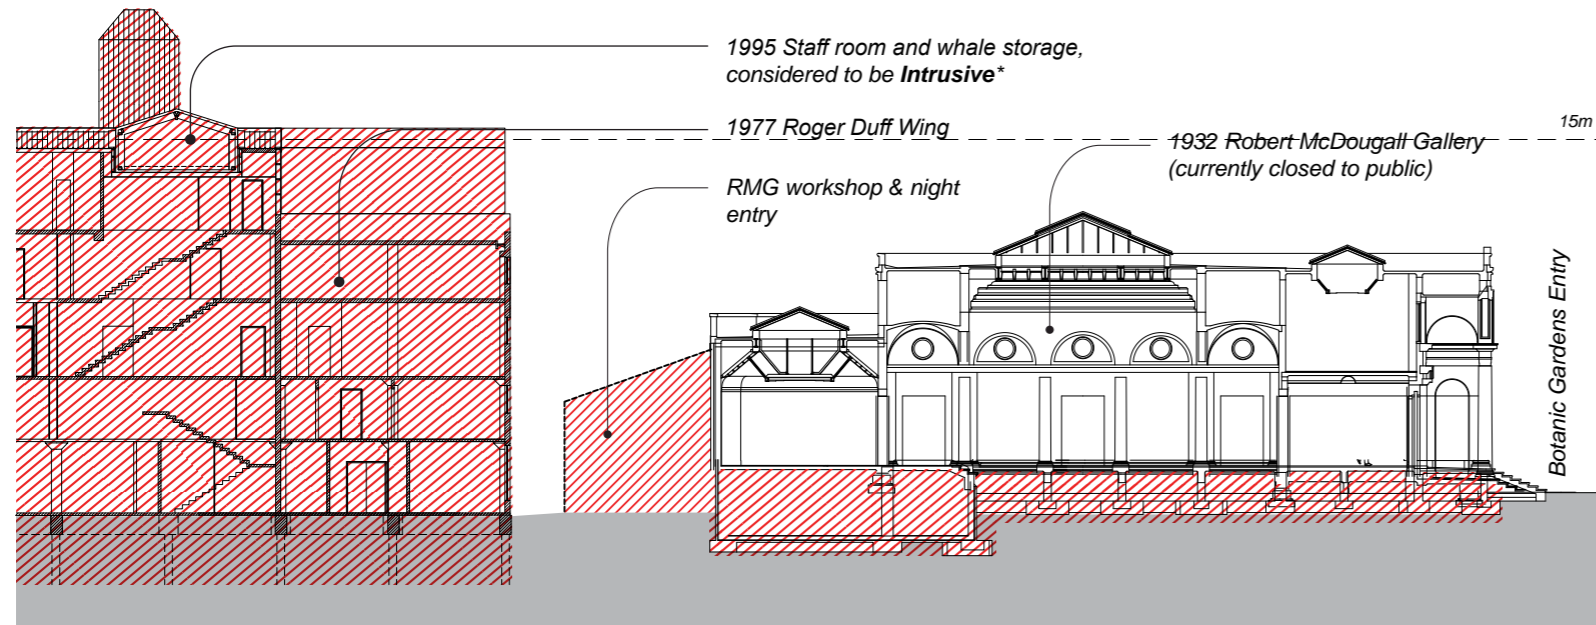 1995 Staff room and whale storage,
considered to be Intrusive*
1977 Roger Duff Wing
15m
1932 Robert McDougall Gallery
(currently closed to public)
RMG workshop & night
entry
Botanic Gardens Entry